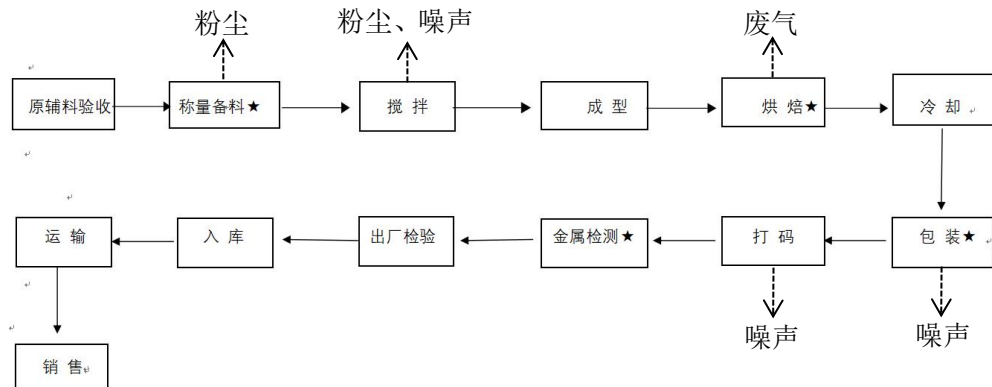 粉尘
粉尘、噪声
废气
原辅料验收
称量备料★
搅 拌
成 型
烘 焙★
冷 却
运 输
入 库
出厂检验
金属检测★
打 码
包 装★
噪声
噪声
销 售